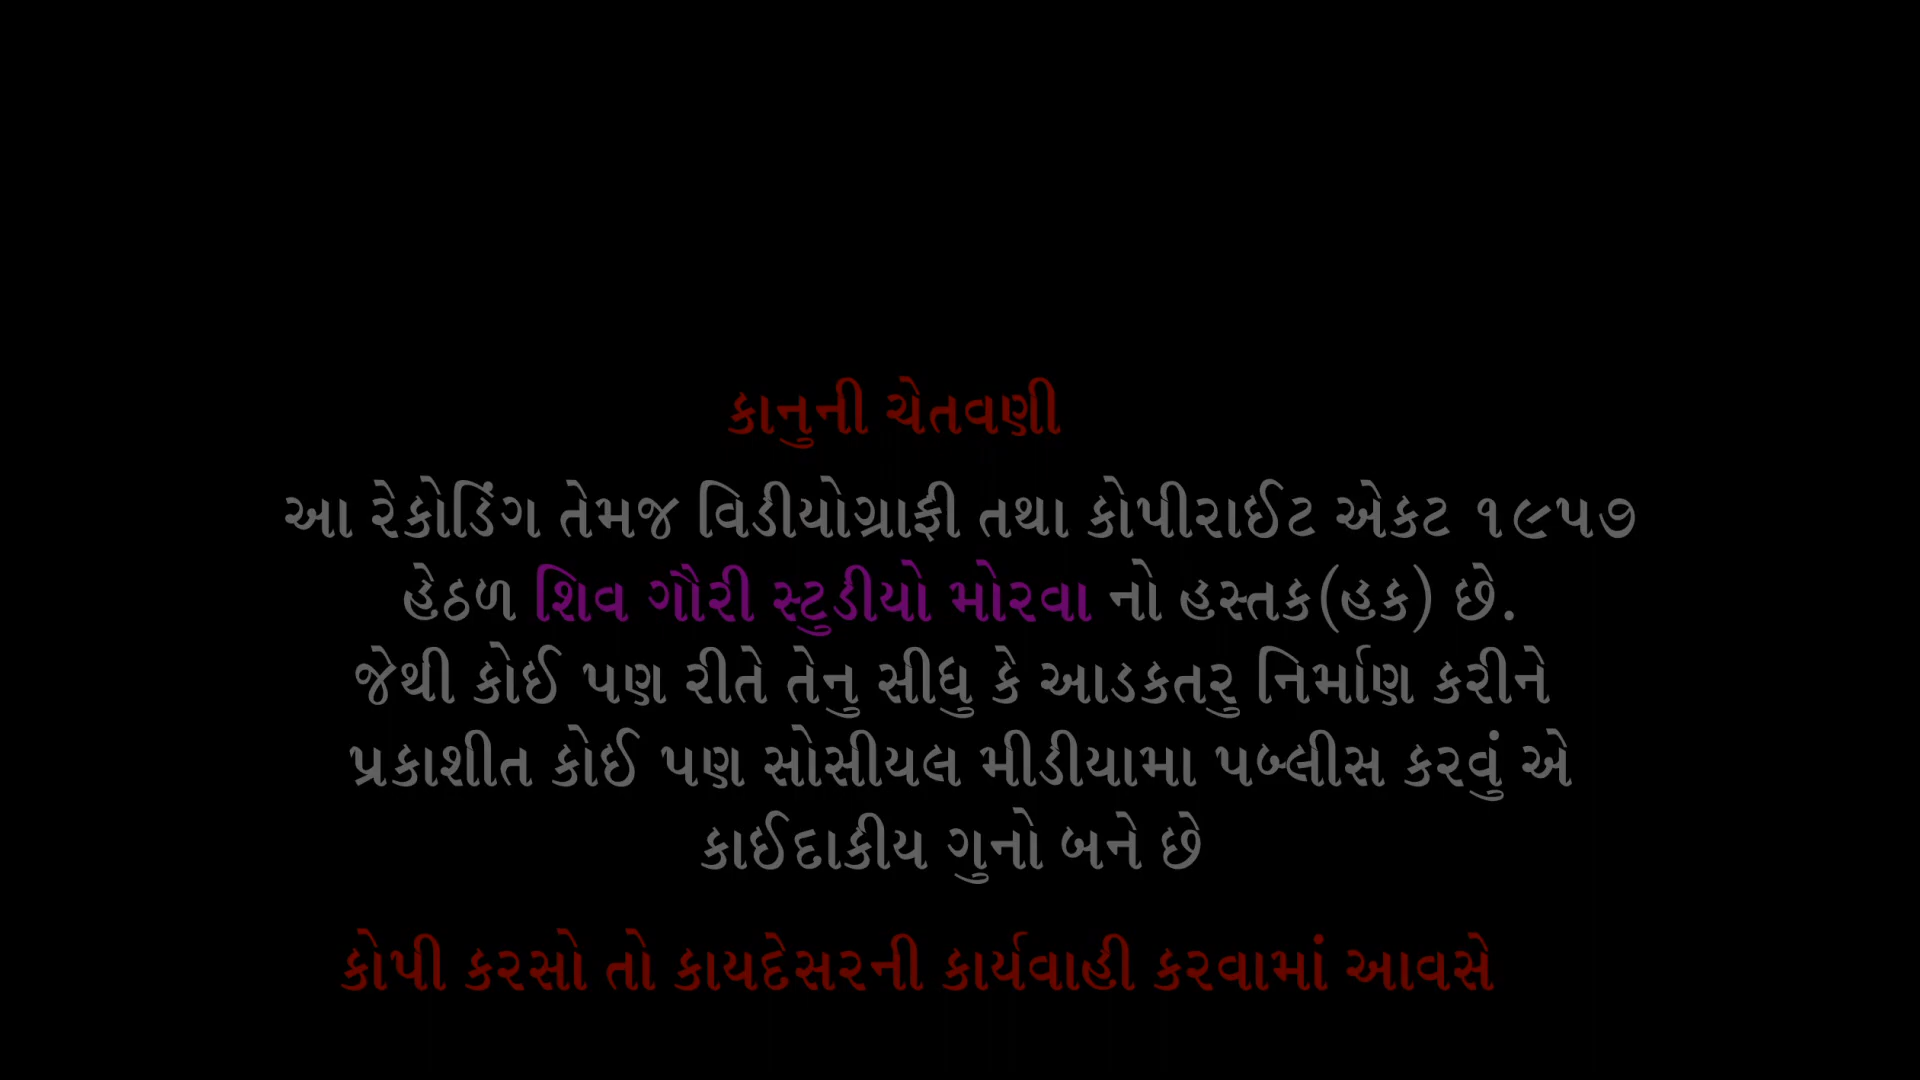 કાનુની ચેતવણી
આ રેકોડિંગ તેમજ વિડીયોગ્રાફી તથા કોપીરાઈટ એકટ ૧૯૫૭
હેઠળ શિવ ગૌરી સ્ટુડીયો મોરવા નો હસ્તક(હક) છે.
જેથી કોઈ પણ રીતે તેનુ સીધુ કે આડકતરુ નિર્માણ કરીને
પ્રકાશીત કોઈ પણ સોસીયલ મીડીયામા પબ્લીસ કરવું એ
કાઈદાકીય ગુનો બને છે
કોપી કરસો તો કાયદેસરની કાર્યવાહી કરવામાં આવસે